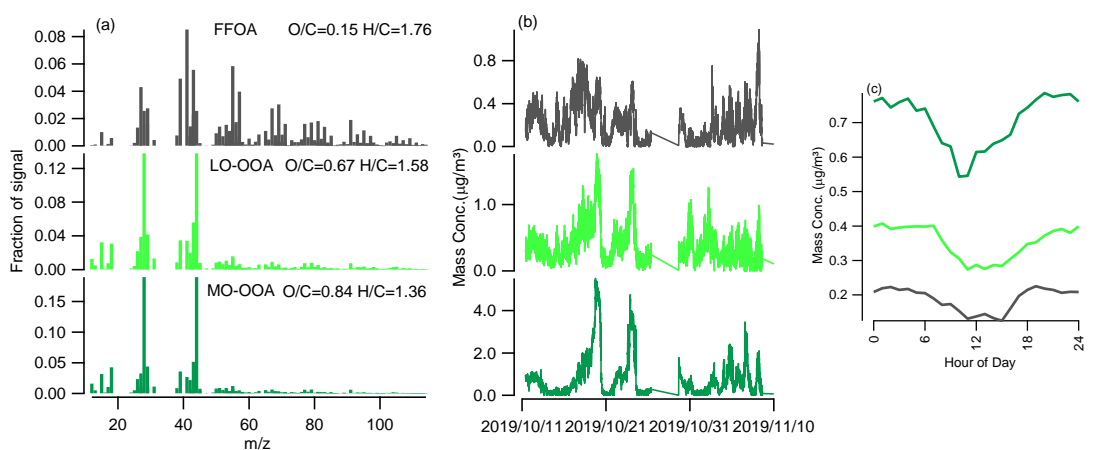 (a)
FFOA O/C=0.15 H/C=1.76
0.08
0.06
0.04
0.02
0.00
LO-OOA O/C=0.67 H/C=1.58
0.12
0.08
0.04
0.00
MO-OOA O/C=0.84 H/C=1.36
0.15
0.10
0.05
0.00
Fraction of signal
20 40 60 80 100
m/z
(b)
0.8
0.4
0.0
1.0
0.0
4.0
2.0
0.0
Mass Conc.(µg/m³)
2019/10/11 2019/10/21 2019/10/31 2019/11/10
(c)
0.7
0.6
0.5
0.4
0.3
0.2
Mass Conc. (µg/m³)
0 6 12 18 24
Hour of Day